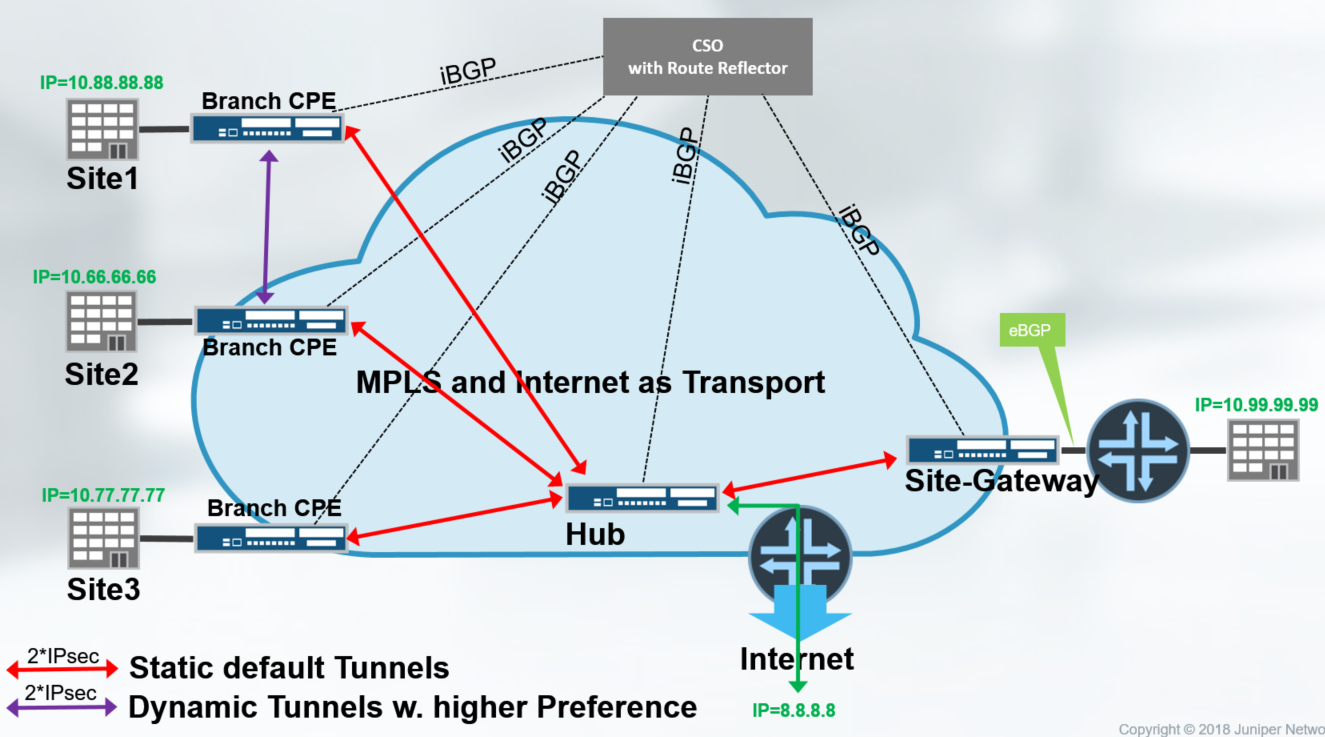 CSO
with Route Reflector
IP=10.88.88.88
iBGP
Branch CPE
Site1
iBGP
iBGP
iBGP
iBGP
IP=10.66.66.66
Branch CPE
Site2
eBGP
MPLS and Internet as Transport
IP=10.99.99.99
Site-Gateway
IP=10.77.77.77
Branch CPE
Hub
Site3
2*IPsec
Static default Tunnels
Internet
2*IPsec
Dynamic Tunnels w. higher Preference
IP=8.8.8.8
Copyright © 2018 Juniper Netwo